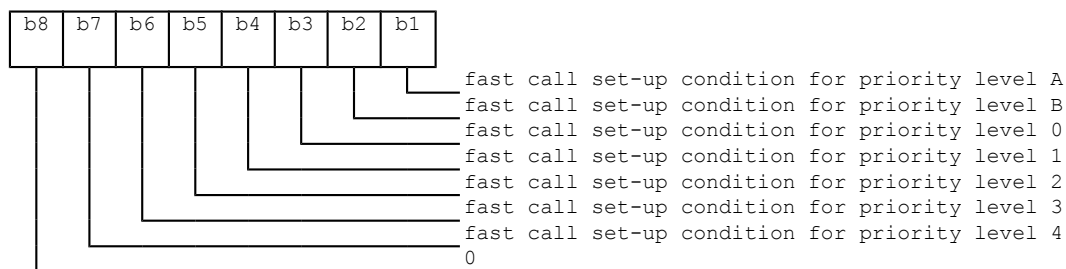 b8 b7 b6 b5 b4 b3 b2 b1
fast call set-up condition for priority level A
fast call set-up condition for priority level B
fast call set-up condition for priority level 0
fast call set-up condition for priority level 1
fast call set-up condition for priority level 2
fast call set-up condition for priority level 3
fast call set-up condition for priority level 4
0